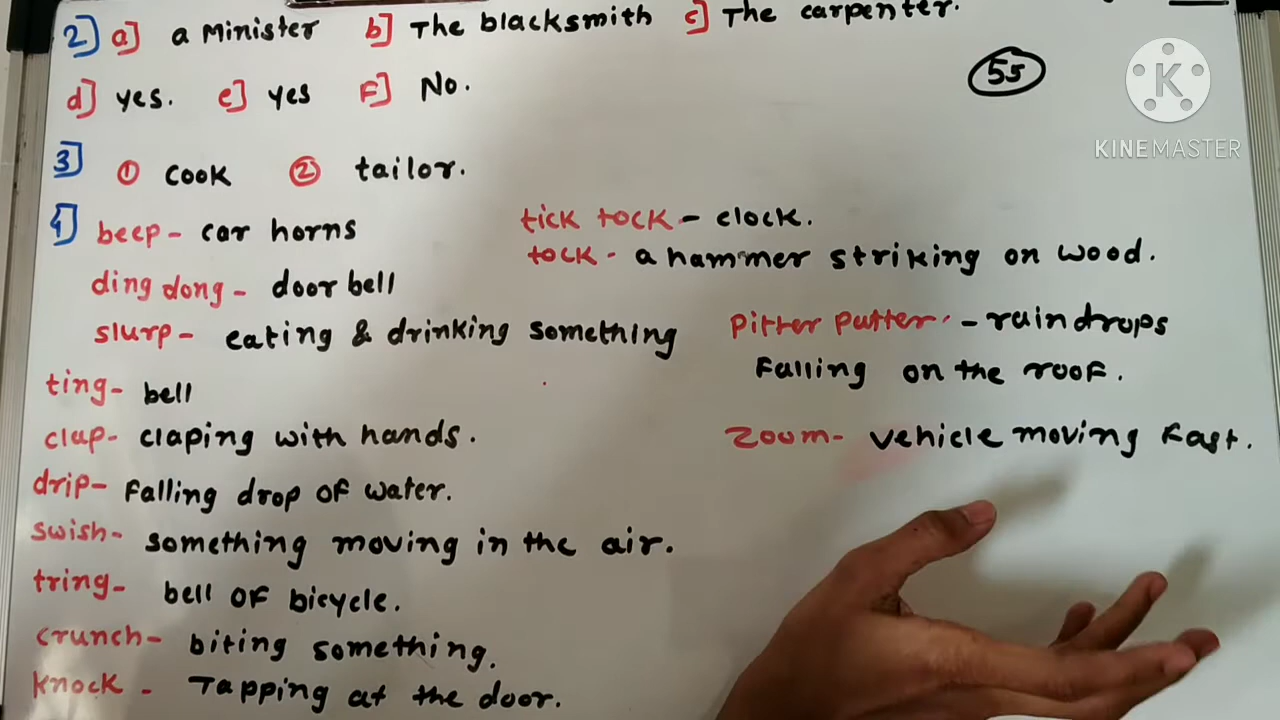 2] a] a Minister b] The blacksmith c] The carpenter.
d] yes. e] yes F] No.
55
K
KINEMASTER
3] ① cook ② tailor.
1] beep - car horns
ding dong - door bell
slurp - eating & drinking something
ting - bell
clap - claping with hands.
drip - Falling drop of water.
swish - something moving in the air.
tring - bell of bicycle.
crunch - biting something.
knock - Tapping at the door.
tick tock - clock.
tock - a hammer striking on wood.
Pitter patter - raindrops
Falling on the roof.
Zoom - vehicle moving fast.